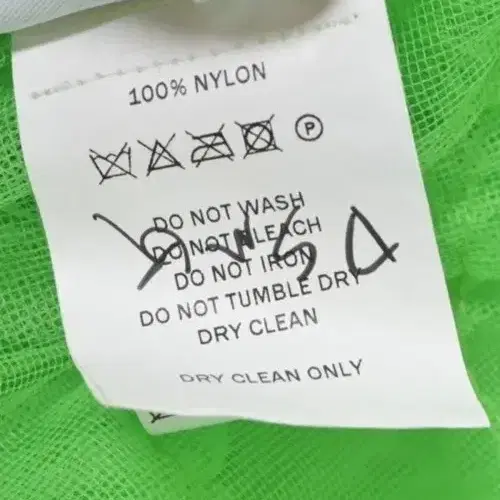 100% NYLON
P
DO NOT WASH
DO NOT BLEACH
DO NOT IRON
DO NOT TUMBLE DRY
DRY CLEAN
DRY CLEAN ONLY